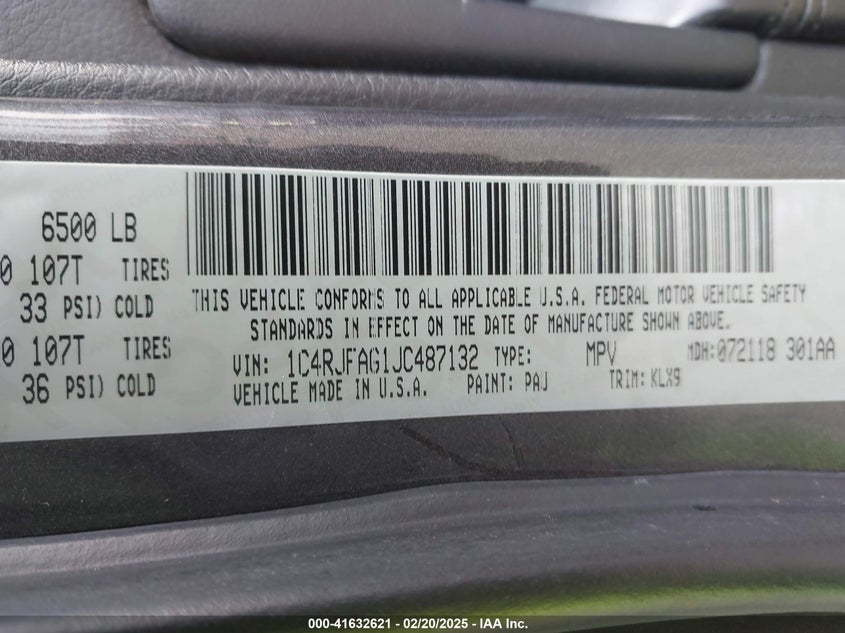 6500 LB
0 107T TIRES
33 PSI) COLD
0 107T TIRES
36 PSI) COLD
THIS VEHICLE CONFORMS TO ALL APPLICABLE U.S.A. FEDERAL MOTOR VEHICLE SAFETY
STANDARDS IN EFFECT ON THE DATE OF MANUFACTURE SHOWN ABOVE.
VIN: 1C4RJFAG1JC487132 TYPE: MPV MDH:072118 301AA
VEHICLE MADE IN U.S.A. PAINT: PAU TRIM: KLX9
000-41632621 - 02/20/2025 - IAA Inc.